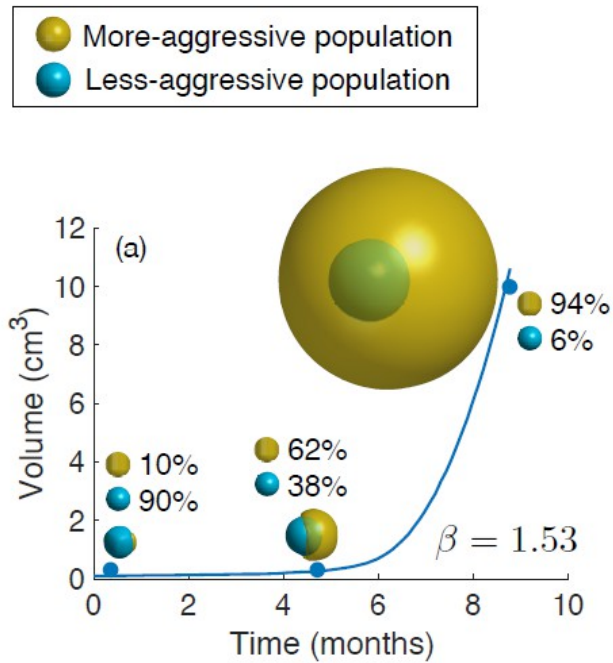 More-aggressive population
Less-aggressive population
(a)
12
10
8
6
4
2
0
Volume (cm³)
94%
6%
62%
38%
10%
90%
β = 1.53
0 2 4 6 8 10
Time (months)